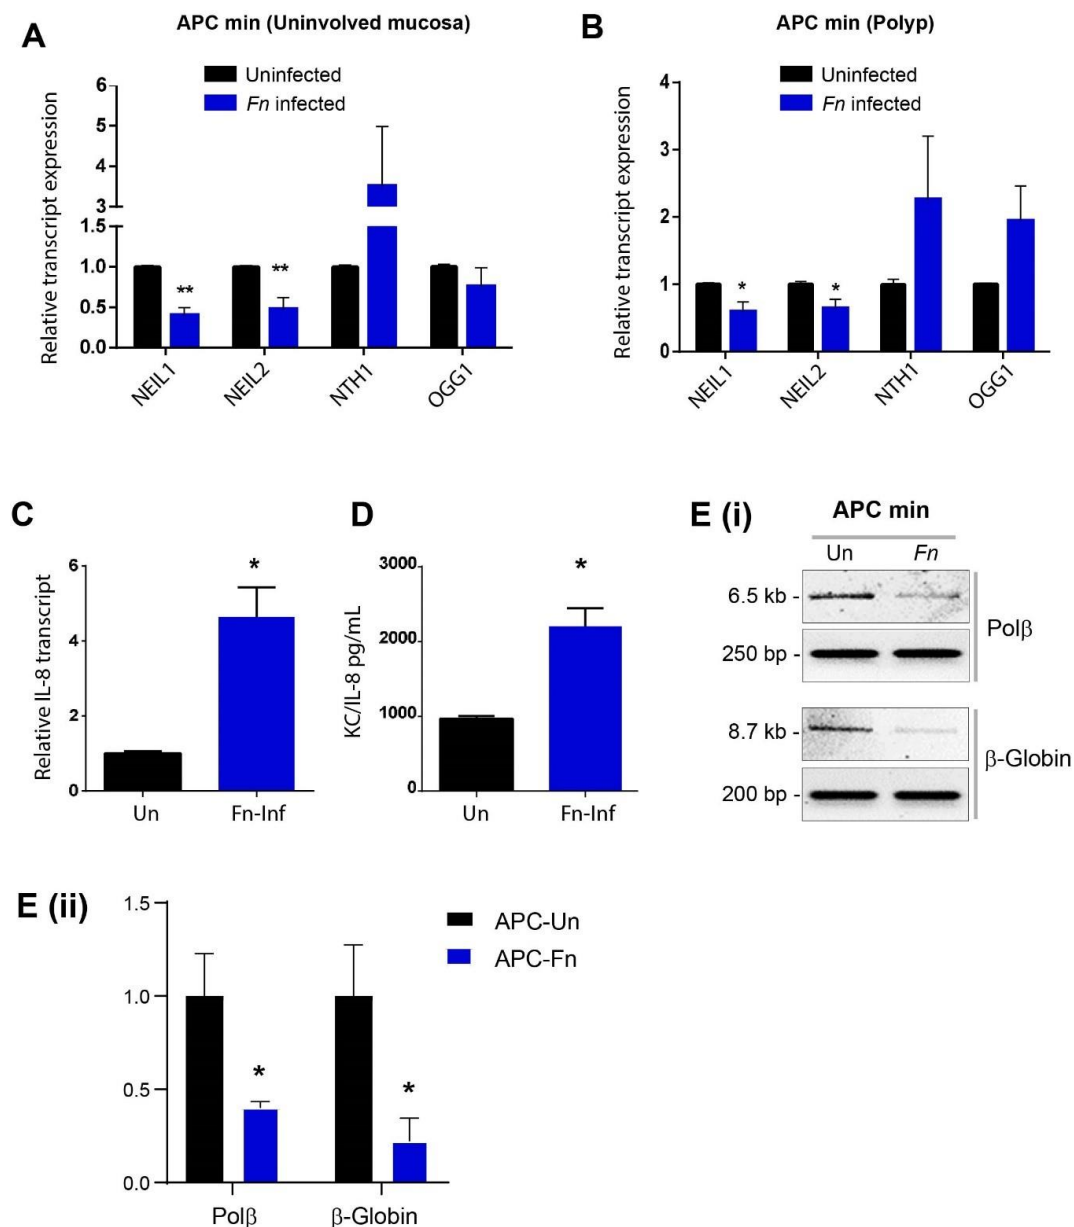 A
APC min (Uninvolved mucosa)
Uninfected
Fn infected
Relative transcript expression
6
5
4
3
1.5
1.0
0.5
0.0
**
**
NEIL1
NEIL2
NTH1
OGG1
B
APC min (Polyp)
Uninfected
Fn infected
Relative transcript expression
4
3
2
1
0
*
*
NEIL1
NEIL2
NTH1
OGG1
C
Relative IL-8 transcript
6
4
2
0
*
Un
Fn-Inf
D
KC/IL-8 pg/mL
3000
2000
1000
0
*
Un
Fn-Inf
E (i)
APC min
Un Fn
6.5 kb -
250 bp -
Polβ
8.7 kb -
200 bp -
β-Globin
E (ii)
1.5
1.0
0.5
0.0
*
*
Polβ
β-Globin
APC-Un
APC-Fn